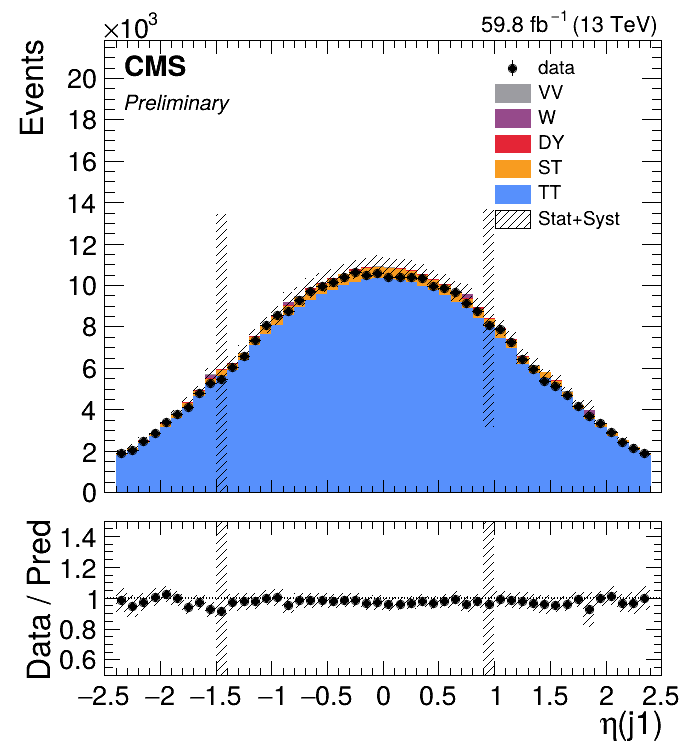 ×10³
59.8 fb⁻¹ (13 TeV)
Events
CMS
Preliminary
data
VV
W
DY
ST
TT
Stat+Syst
20
18
16
14
12
10
8
6
4
2
0
Data / Pred
1.4
1.2
1
0.8
0.6
−2.5 −2 −1.5 −1 −0.5 0 0.5 1 1.5 2 2.5
η(j1)